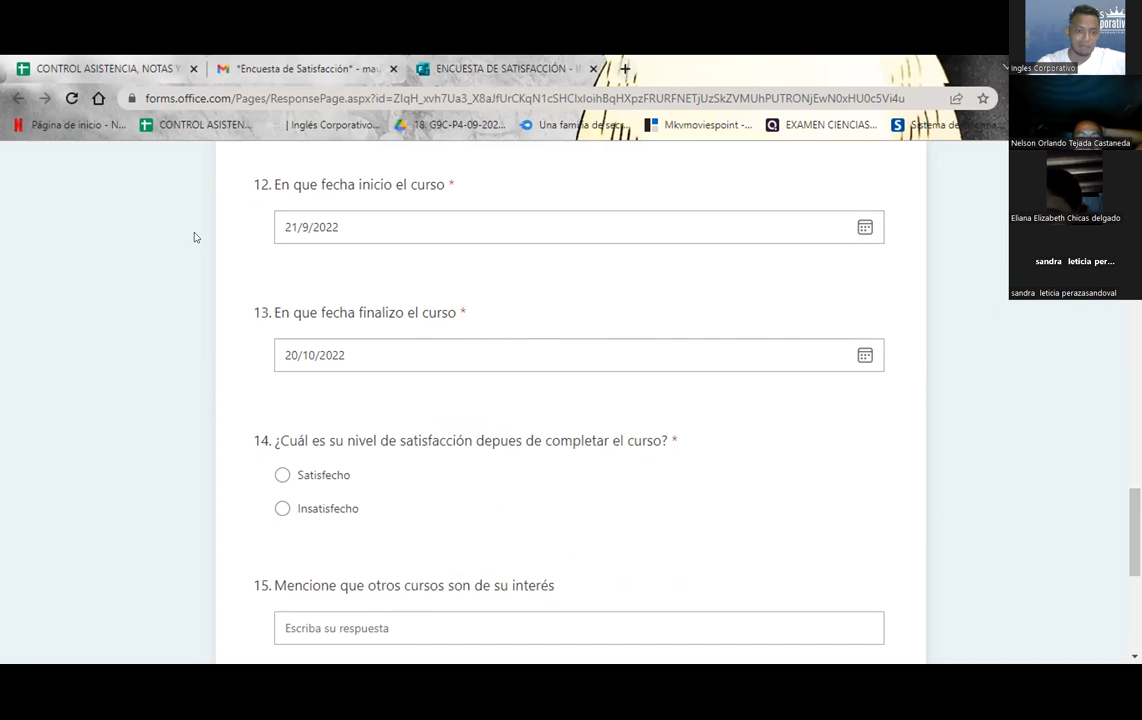 CONTROL ASISTENCIA, NOTAS Y
*Encuesta de Satisfacción* - mau
ENCUESTA DE SATISFACCIÓN - I
forms.office.com/Pages/ResponsePage.aspx?id=ZIqH_xvh7Ua3_X8aJfUrCKqN1cSHCIxIoihBqHXpzFRURFNETjUzSkZVMUhPUTRONjEwN0xHU0c5Vi4u
Página de inicio - N...
CONTROL ASISTEN...
Inglés Corporativo...
18. G9C-P4-09-202...
Una familia de sec...
Mkvmoviespoint -...
EXAMEN CIENCIAS...
Sistema de
12. En que fecha inicio el curso *
21/9/2022
13. En que fecha finalizo el curso *
20/10/2022
14. ¿Cuál es su nivel de satisfacción depues de completar el curso? *
Satisfecho
Insatisfecho
15. Mencione que otros cursos son de su interés
Escriba su respuesta
Ingles Corporativo
Nelson Orlando Tejada Castaneda
Eliana Elizabeth Chicas delgado
sandra leticia per...
sandra leticia perazasandoval